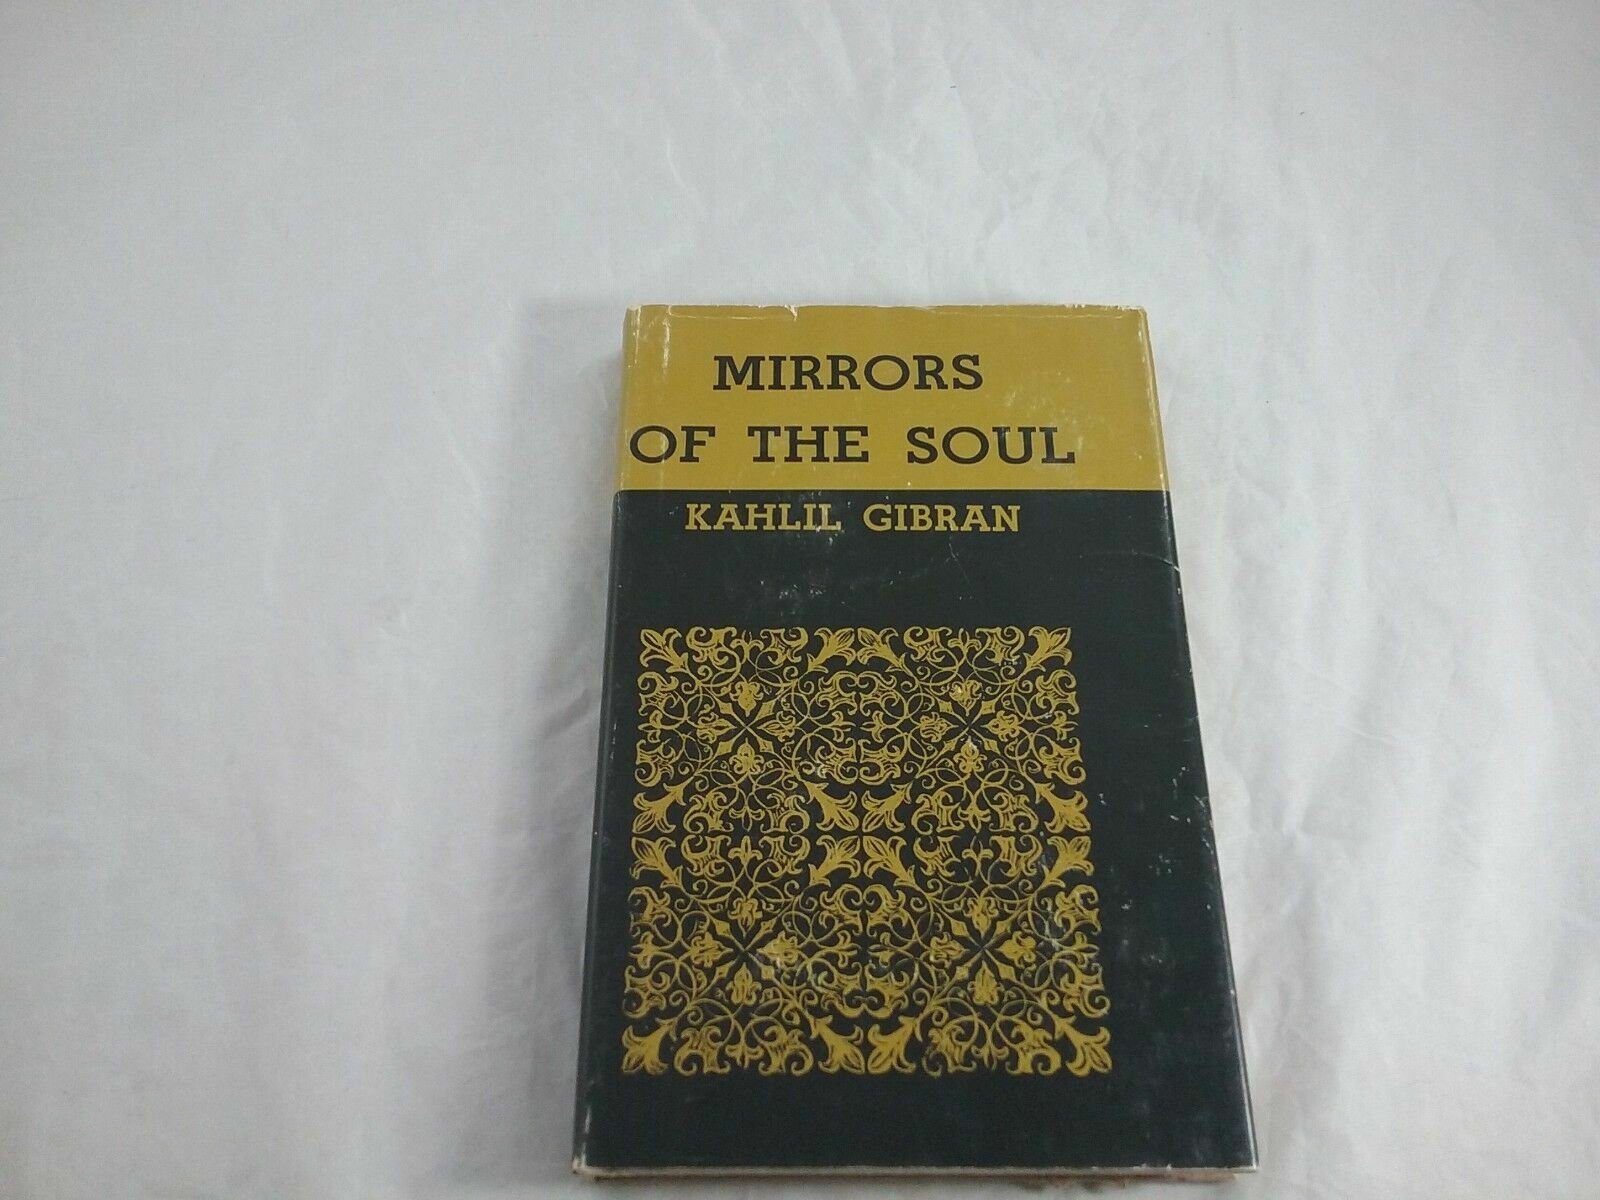 MIRRORS
OF THE SOUL
KAHLIL GIBRAN